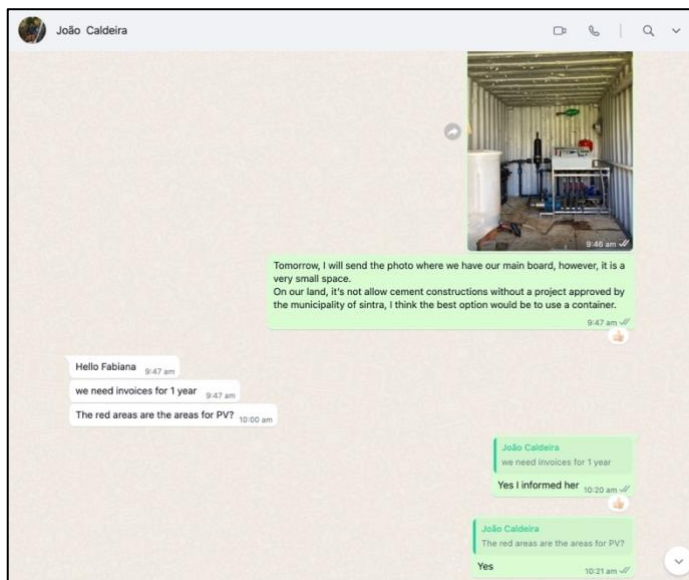 João Caldeira
9:46 am
Tomorrow, I will send the photo where we have our main board, however, it is a
very small space.
On our land, it's not allow cement constructions without a project approved by
the municipality of sintra, I think the best option would be to use a container.
9:47 am
Hello Fabiana 9:47 am
we need invoices for 1 year 9:47 am
The red areas are the areas for PV? 10:00 am
João Caldeira
we need invoices for 1 year
Yes I informed her 10:20 am
João Caldeira
The red areas are the areas for PV?
Yes 10:21 am